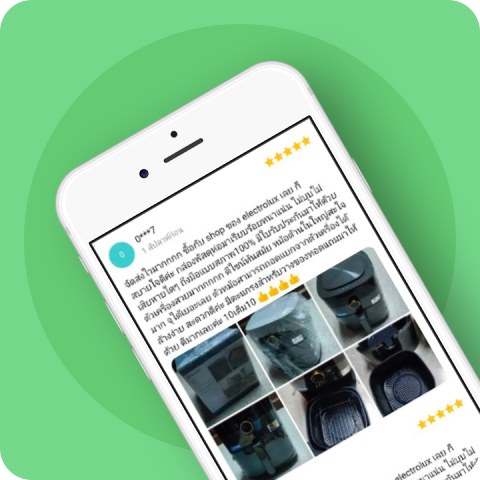 0***7
0
1 สัปดาห์ก่อน
จัดส่งไวมากกกก ซื้อกับ shop ของ electrolux เลย ก็
สบายใจดีค่ะ กล่องพัสดุห่อมาเรียบร้อยหนาแน่น ไม่บุบไม่
เสียหายใดๆ ถึงมือแบบสภาพ100% มีใบรับประกันมาให้ด้วย
ตัวเครื่องสวยมากกกกก ดีไซน์ทันสมัย หม้อด้านในใหญ่สะใจ
มาก จุได้เยอะเลย ตัวหม้อสามารถถอดแยกจากตัวเครื่องได้
ล้างง่าย สะดวกดีค่ะ มีตะแกรงสำหรับวางของทอดแถมมาให้
ด้วย ดีมากเลยค่ะ 10เต็ม10 👍👍👍👍
electrolux เลย ก็
แน่น ไม่บุบไม่